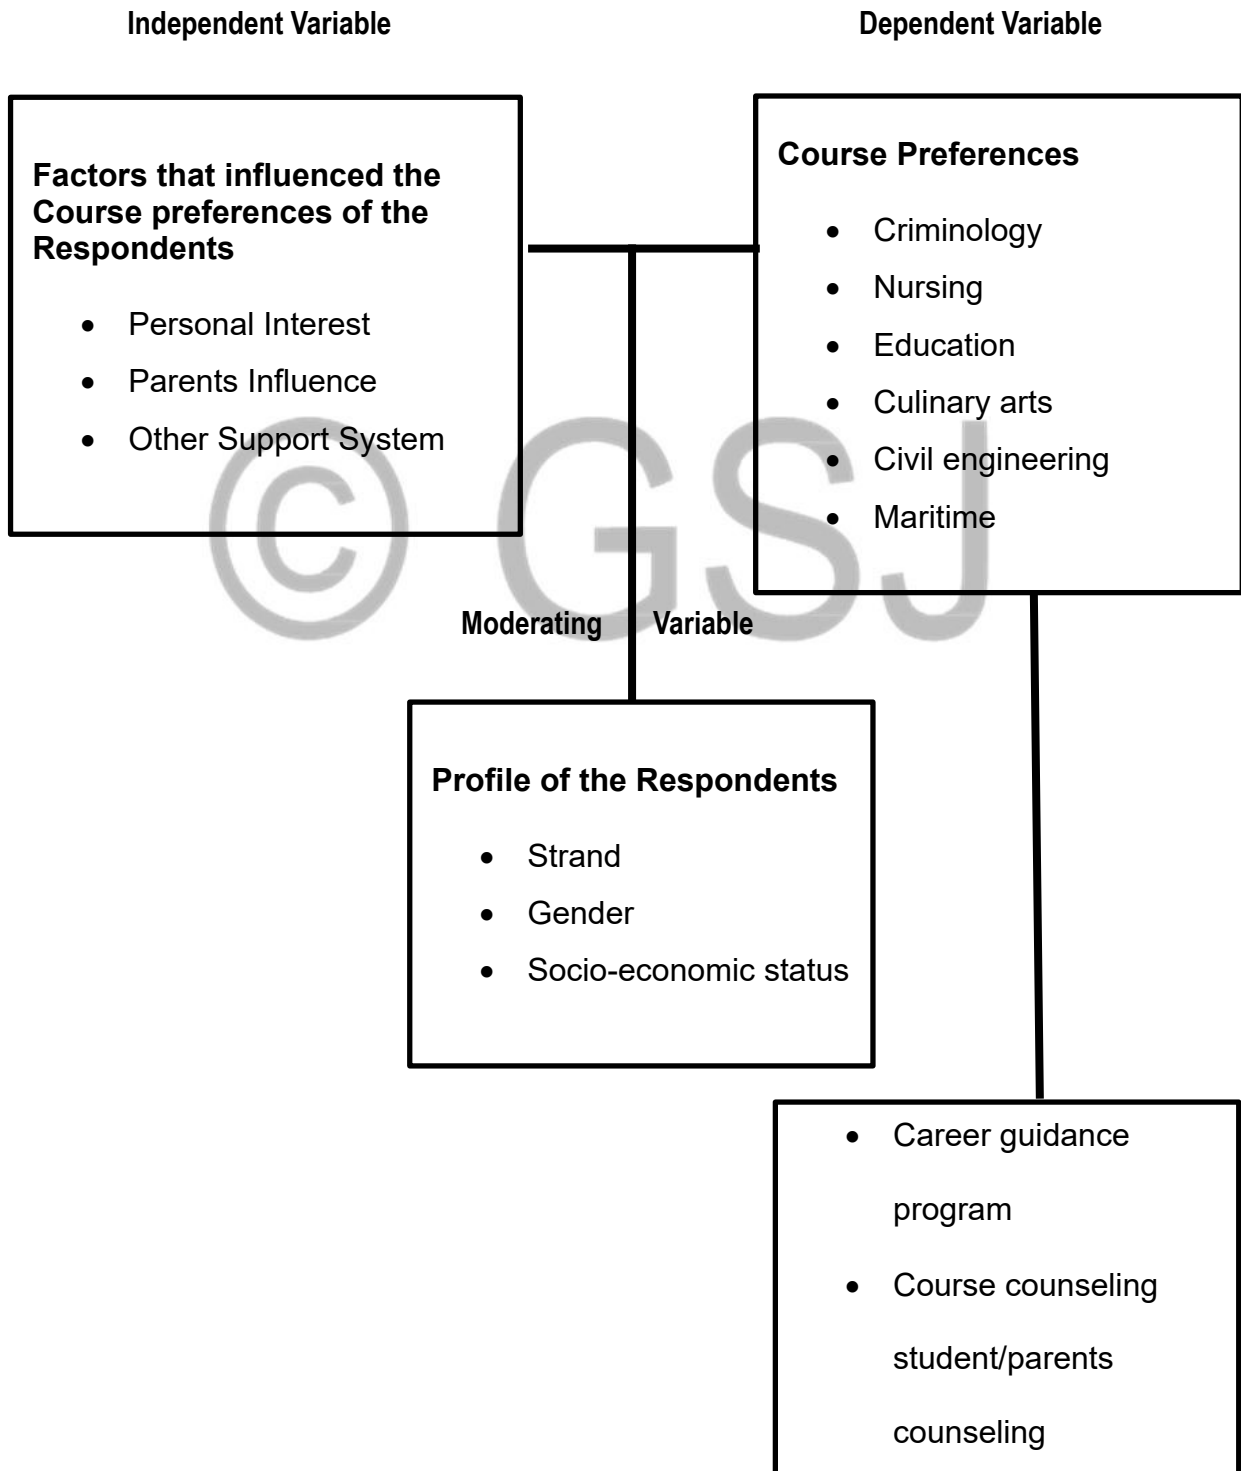 Independent Variable
Dependent Variable
Factors that influenced the
Course preferences of the
Respondents
• Personal Interest
• Parents Influence
• Other Support System
Course Preferences
• Criminology
• Nursing
• Education
• Culinary arts
• Civil engineering
• Maritime
© GSJ
Moderating Variable
Profile of the Respondents
• Strand
• Gender
• Socio-economic status
• Career guidance
program
• Course counseling
student/parents
counseling